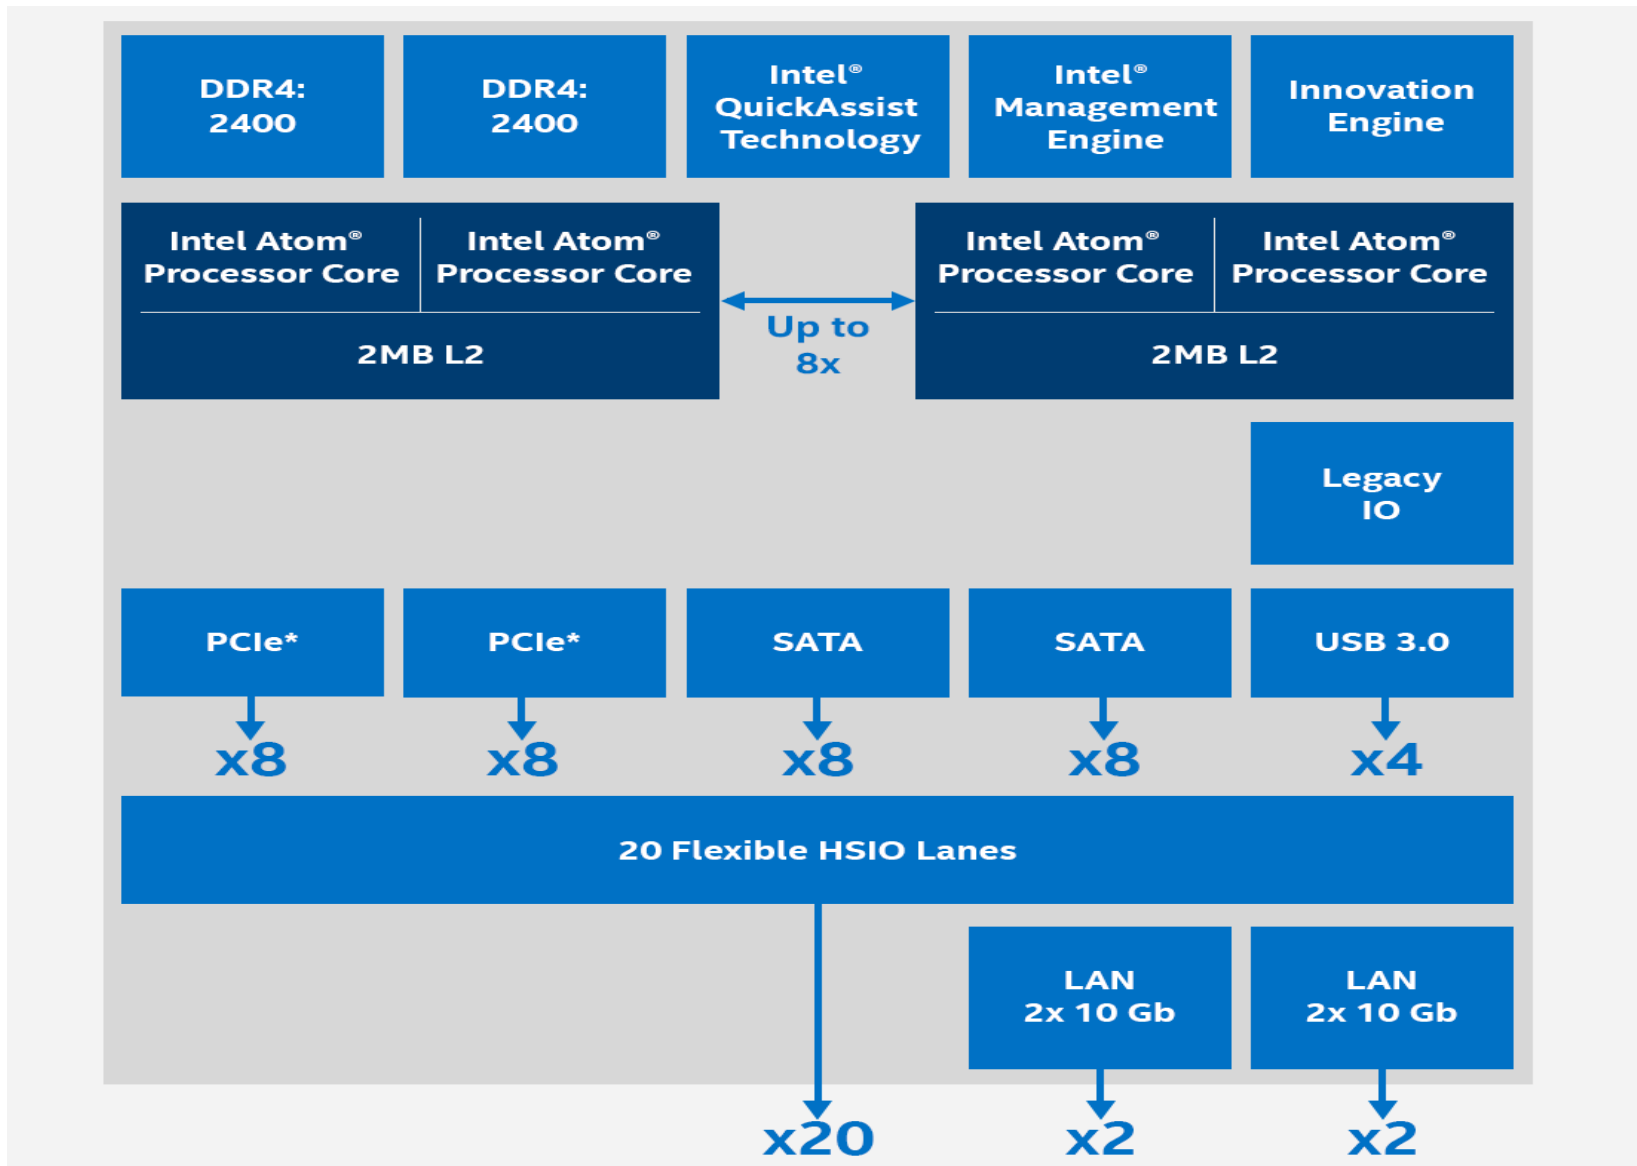 DDR4:
2400
DDR4:
2400
Intel®
QuickAssist
Technology
Intel®
Management
Engine
Innovation
Engine
Intel Atom®
Processor Core
Intel Atom®
Processor Core
2MB L2
Up to
8x
Intel Atom®
Processor Core
Intel Atom®
Processor Core
2MB L2
Legacy
IO
PCIe*
PCIe*
SATA
SATA
USB 3.0
x8
x8
x8
x8
x4
20 Flexible HSIO Lanes
LAN
2x 10 Gb
LAN
2x 10 Gb
x20
x2
x2